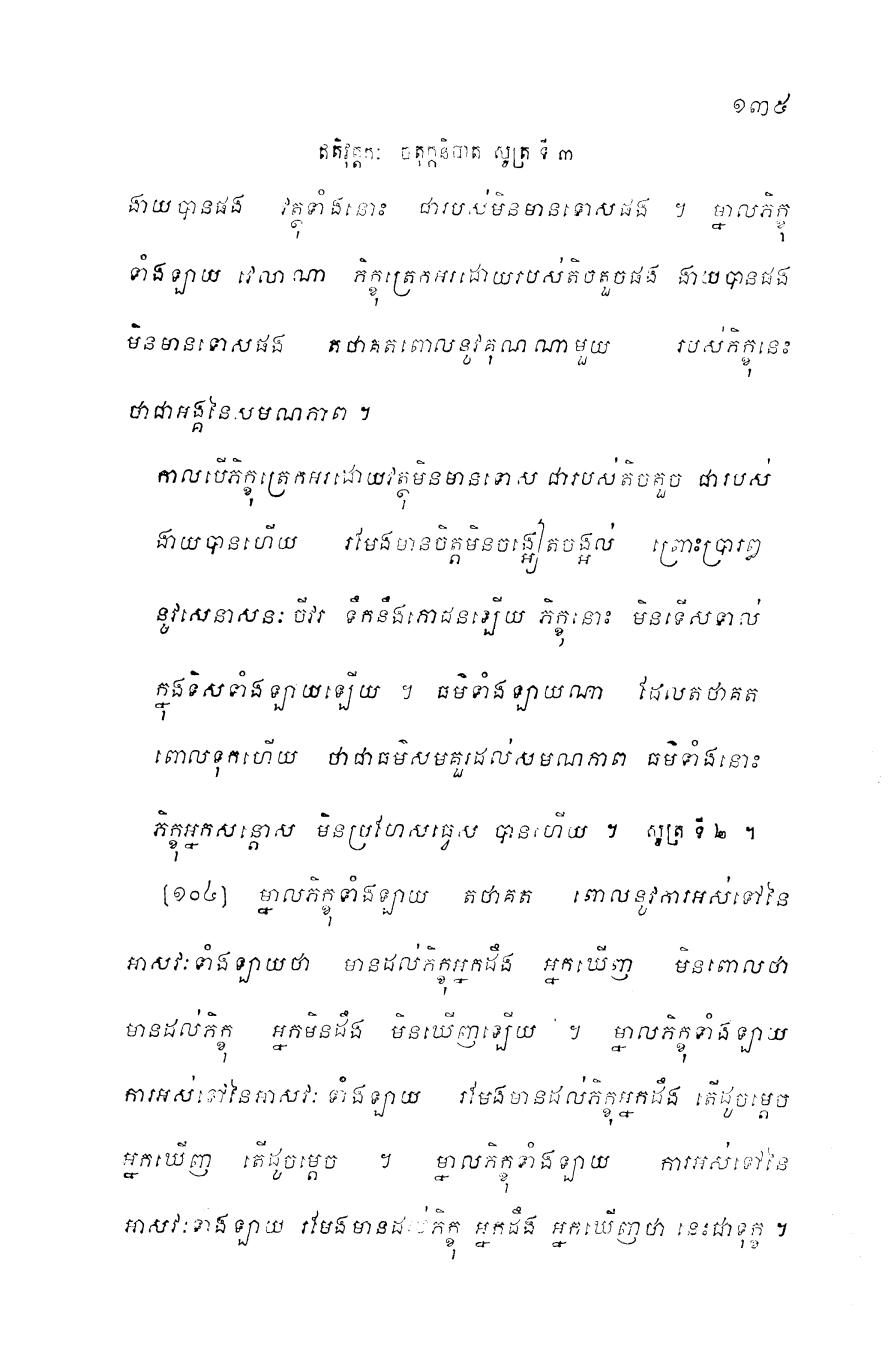 ១៣៥
ឥតិវុត្តកៈ ចតុក្កនិបាត សូត្រ ទី ៣
ងាយបានផង វត្ថុទាំងនោះ ជារបស់មិនមានទោសផង ។ ម្នាលភិក្ខុ
ទាំងឡាយ វេលាណា ភិក្ខុត្រេកអរដោយរបស់តិចតួចផង ងាយបានផង
មិនមានទោសផង តថាគតពោលនូវគុណណាមួយ របស់ភិក្ខុនេះ
ថាជាអង្គនៃសមណភាព ។
កាលបើភិក្ខុត្រេកអរដោយវត្ថុមិនមានទោស ជារបស់តិចតួច ជារបស់
ងាយបានហើយ រមែងមានចិត្តមិនចង្អៀតចង្អល់ ព្រោះប្រារឰ
នូវសេនាសនៈ ចីវរ ទឹកនឹងភោជនឡើយ ភិក្ខុនោះ មិនទើសទាល់
ក្នុងទិសទាំងឡាយឡើយ ។ ធម៌ទាំងឡាយណា ដែលតថាគត
ពោលទុកហើយ ថាជាធម៌សមគួរដល់សមណភាព ធម៌ទាំងនោះ
ភិក្ខុអ្នកសន្តោស មិនប្រហែសធ្វេស បានហើយ ។ សូត្រ ទី ២ ។
[១០៤] ម្នាលភិក្ខុទាំងឡាយ តថាគត ពោលនូវការអស់ទៅនៃ
អាសវៈទាំងឡាយថា មានដល់ភិក្ខុអ្នកដឹង អ្នកឃើញ មិនពោលថា
មានដល់ភិក្ខុ អ្នកមិនដឹង មិនឃើញឡើយ ។ ម្នាលភិក្ខុទាំងឡាយ
ការអស់ទៅនៃអាសវៈ ទាំងឡាយ រមែងមានដល់ភិក្ខុអ្នកដឹង តើដូចម្តេច
អ្នកឃើញ តើដូចម្តេច ។ ម្នាលភិក្ខុទាំងឡាយ ការអស់ទៅនៃ
អាសវៈទាំងឡាយ រមែងមានដល់ភិក្ខុ អ្នកដឹង អ្នកឃើញថា នេះជាទុក្ខ ។